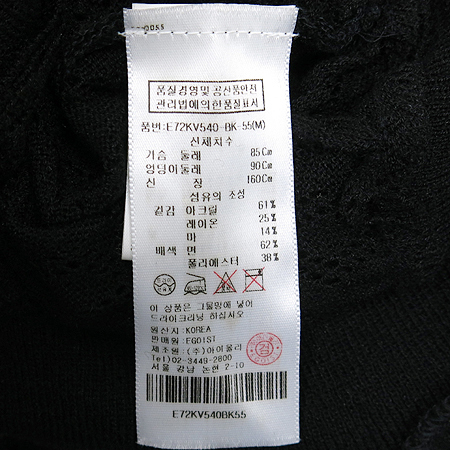 품질경영및 공산품안전
관리법에의한품질표시
품번:E72KV540-BK-55(M)
신체치수
가슴 둘레 85Cm
엉덩이둘레 90Cm
신 장 160Cm
섬유의 조성
겉감 아크릴 61%
레이온 25%
마 14%
배색 면 62%
폴리에스터 38%
이 상품은 그물망에 넣어
드라이크리닝 하십시오
원산지: KOREA
판매원: EGOIST
제조원: (주)아이올리
Tel)02-3449-2800
서울 강남 논현 2-10
검
E72KV540BK55